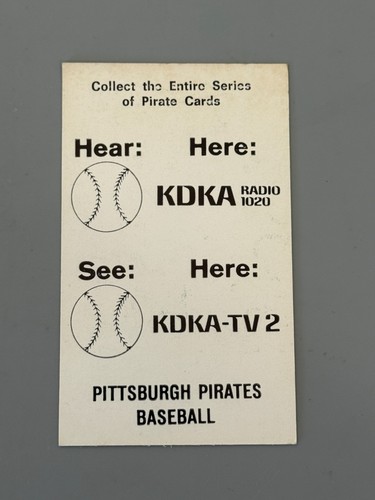 Collect the Entire Series
of Pirate Cards
Hear: Here:
KDKA RADIO 1020
See: Here:
KDKA-TV 2
PITTSBURGH PIRATES
BASEBALL